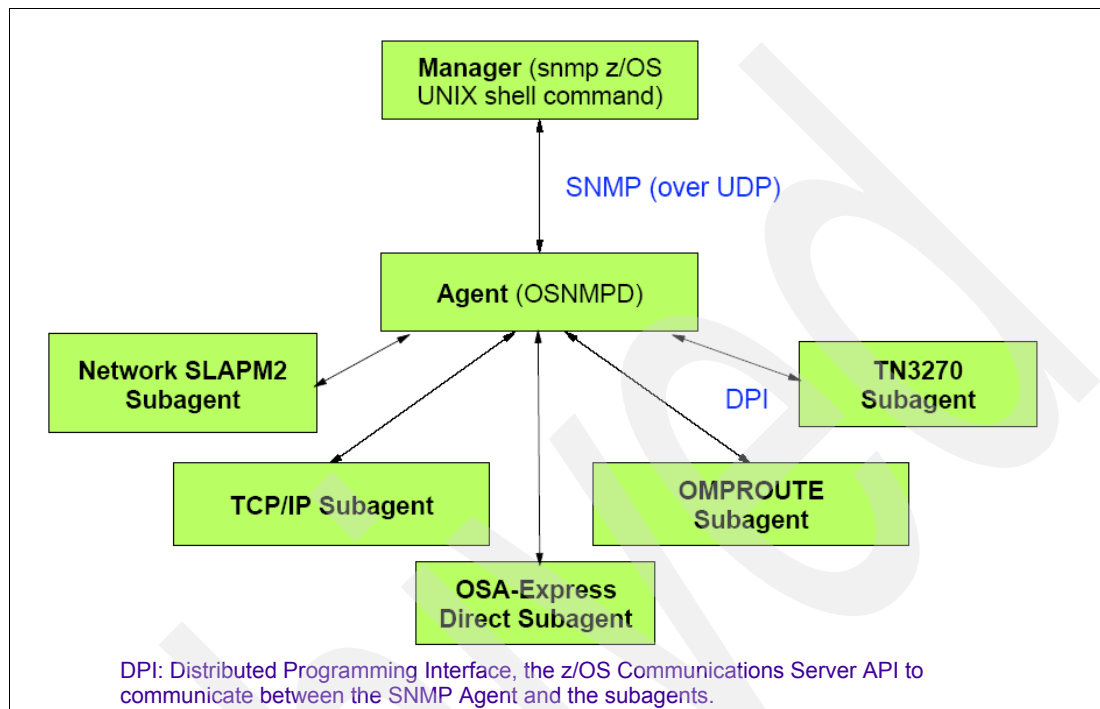 Manager (snmp z/OS
UNIX shell command)
SNMP (over UDP)
Agent (OSNMPD)
Network SLAPM2
Subagent
DPI
TN3270
Subagent
TCP/IP Subagent
OMPROUTE
Subagent
OSA-Express
Direct Subagent
DPI: Distributed Programming Interface, the z/OS Communications Server API to
communicate between the SNMP Agent and the subagents.